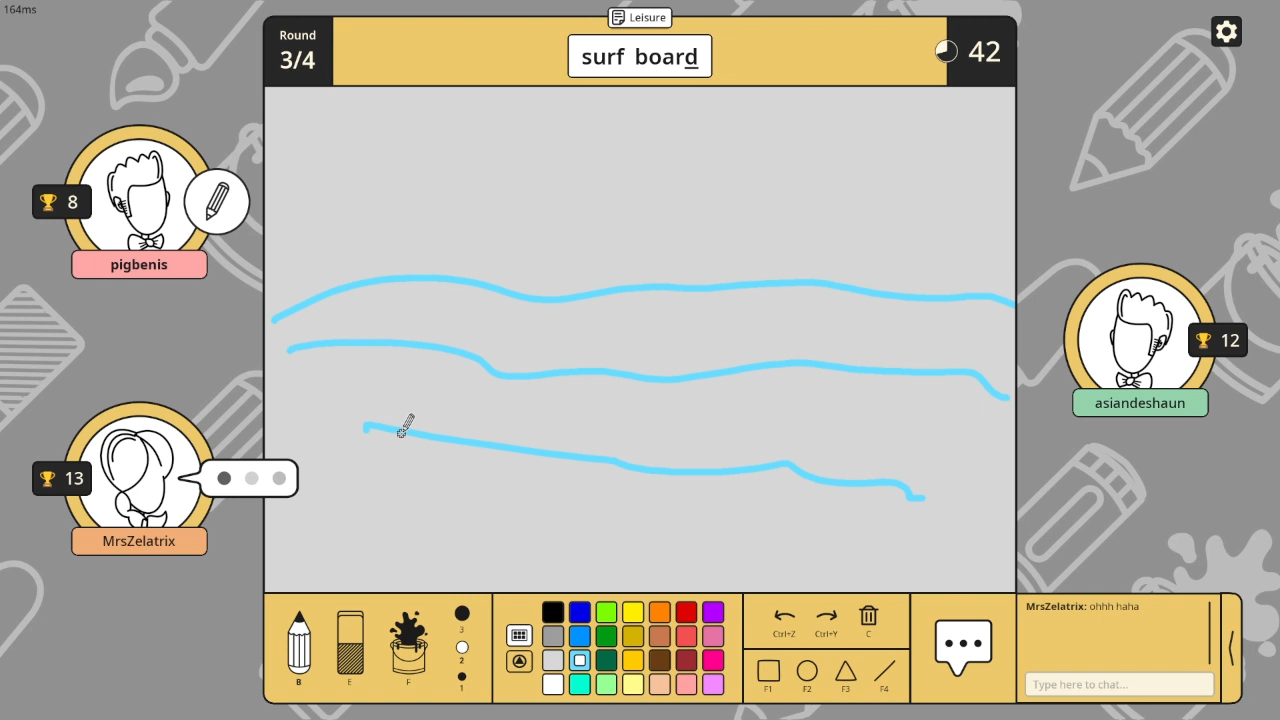 164ms
Leisure
Round
3/4
surf board
42
8
pigbenis
12
asiandeshaun
13
MrsZelatrix
MrsZelatrix: ohhh haha
3
2
1
B
E
F
Ctrl+Z
Ctrl+Y
C
F1
F2
F3
F4
Type here to chat...